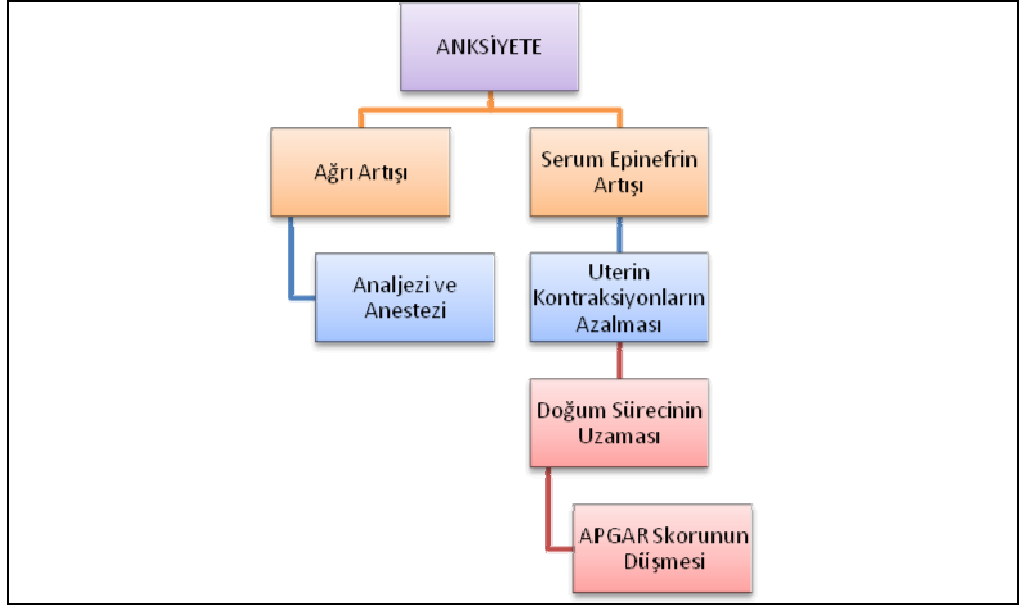 ANKSİYETE
Ağrı Artışı
Serum Epinefrin
Artışı
Analjezi ve
Anestezi
Uterin
Kontraksiyonların
Azalması
Doğum Sürecinin
Uzaması
APGAR Skorunun
Düşmesi